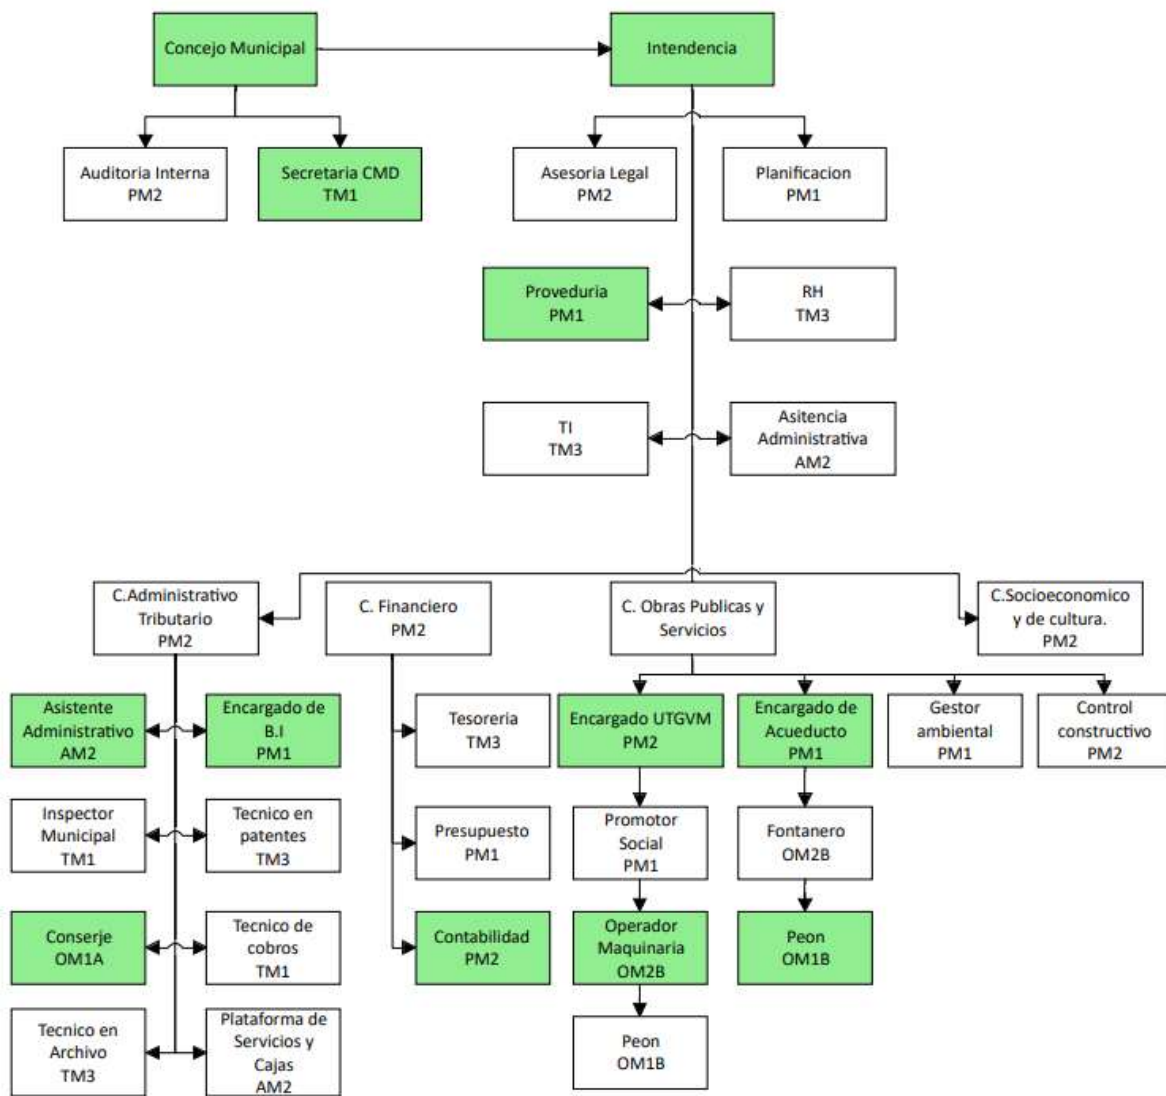 Concejo Municipal
Intendencia
Auditoria Interna
PM2
Secretaria CMD
TM1
Asesoria Legal
PM2
Planificacion
PM1
Proveduria
PM1
RH
TM3
TI
TM3
Asitencia
Administrativa
AM2
C.Administrativo
Tributario
PM2
C. Financiero
PM2
C. Obras Publicas y
Servicios
C.Socioeconomico
y de cultura.
PM2
Asistente
Administrativo
AM2
Encargado de
B.I
PM1
Tesoreria
TM3
Encargado UTGVM
PM2
Encargado de
Acueducto
PM1
Gestor
ambiental
PM1
Control
constructivo
PM2
Inspector
Municipal
TM1
Tecnico en
patentes
TM3
Presupuesto
PM1
Promotor
Social
PM1
Fontanero
OM2B
Conserje
OM1A
Tecnico de
cobros
TM1
Contabilidad
PM2
Operador
Maquinaria
OM2B
Peon
OM1B
Tecnico en
Archivo
TM3
Plataforma de
Servicios y
Cajas
AM2
Peon
OM1B